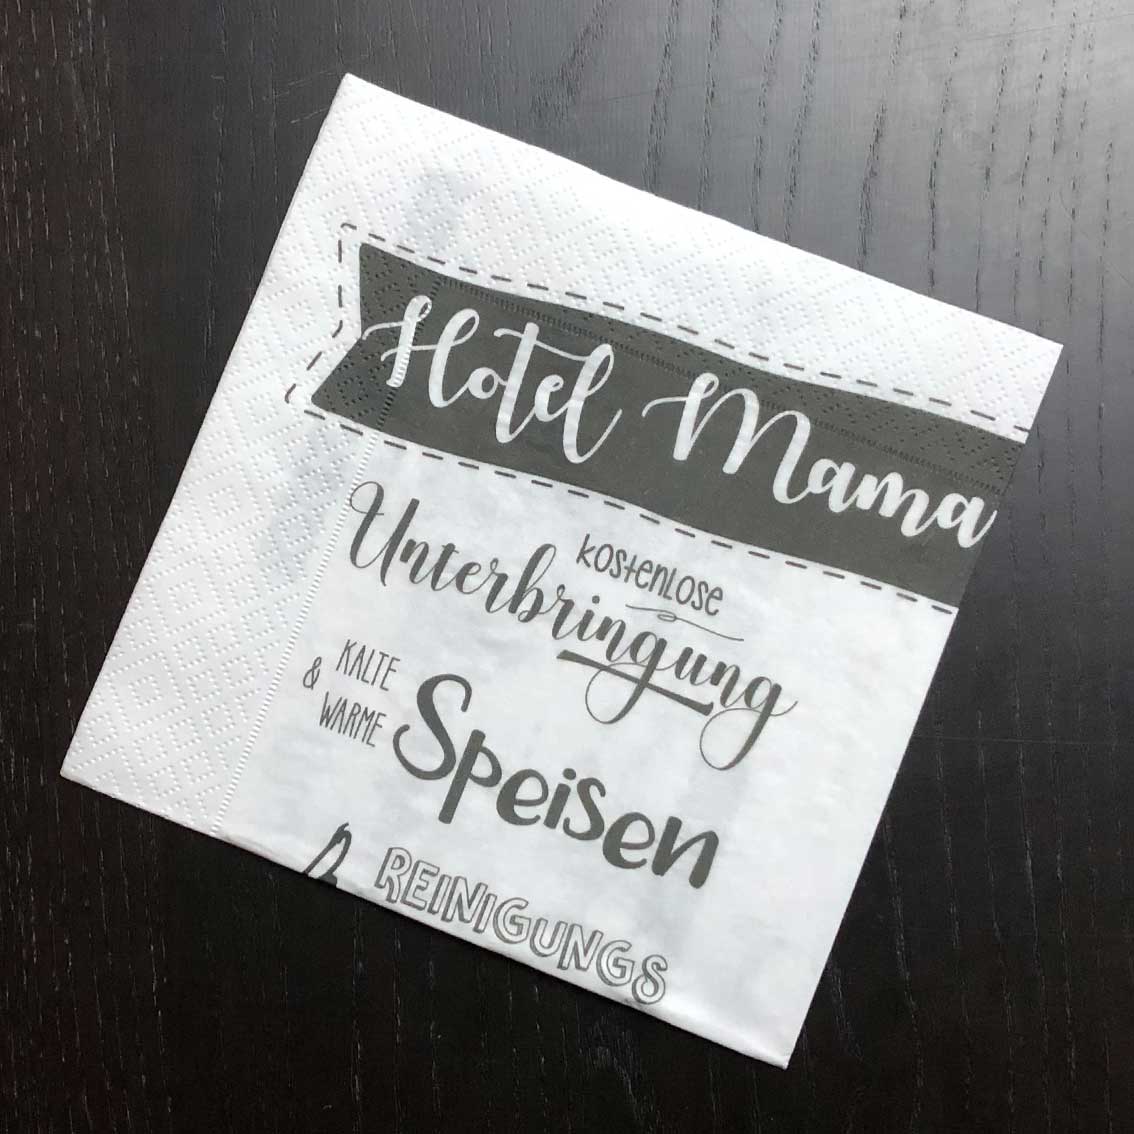 Hotel Mama
kostenlose
Unterbringung
KALTE
& WARME
Speisen
REINIGUNGS